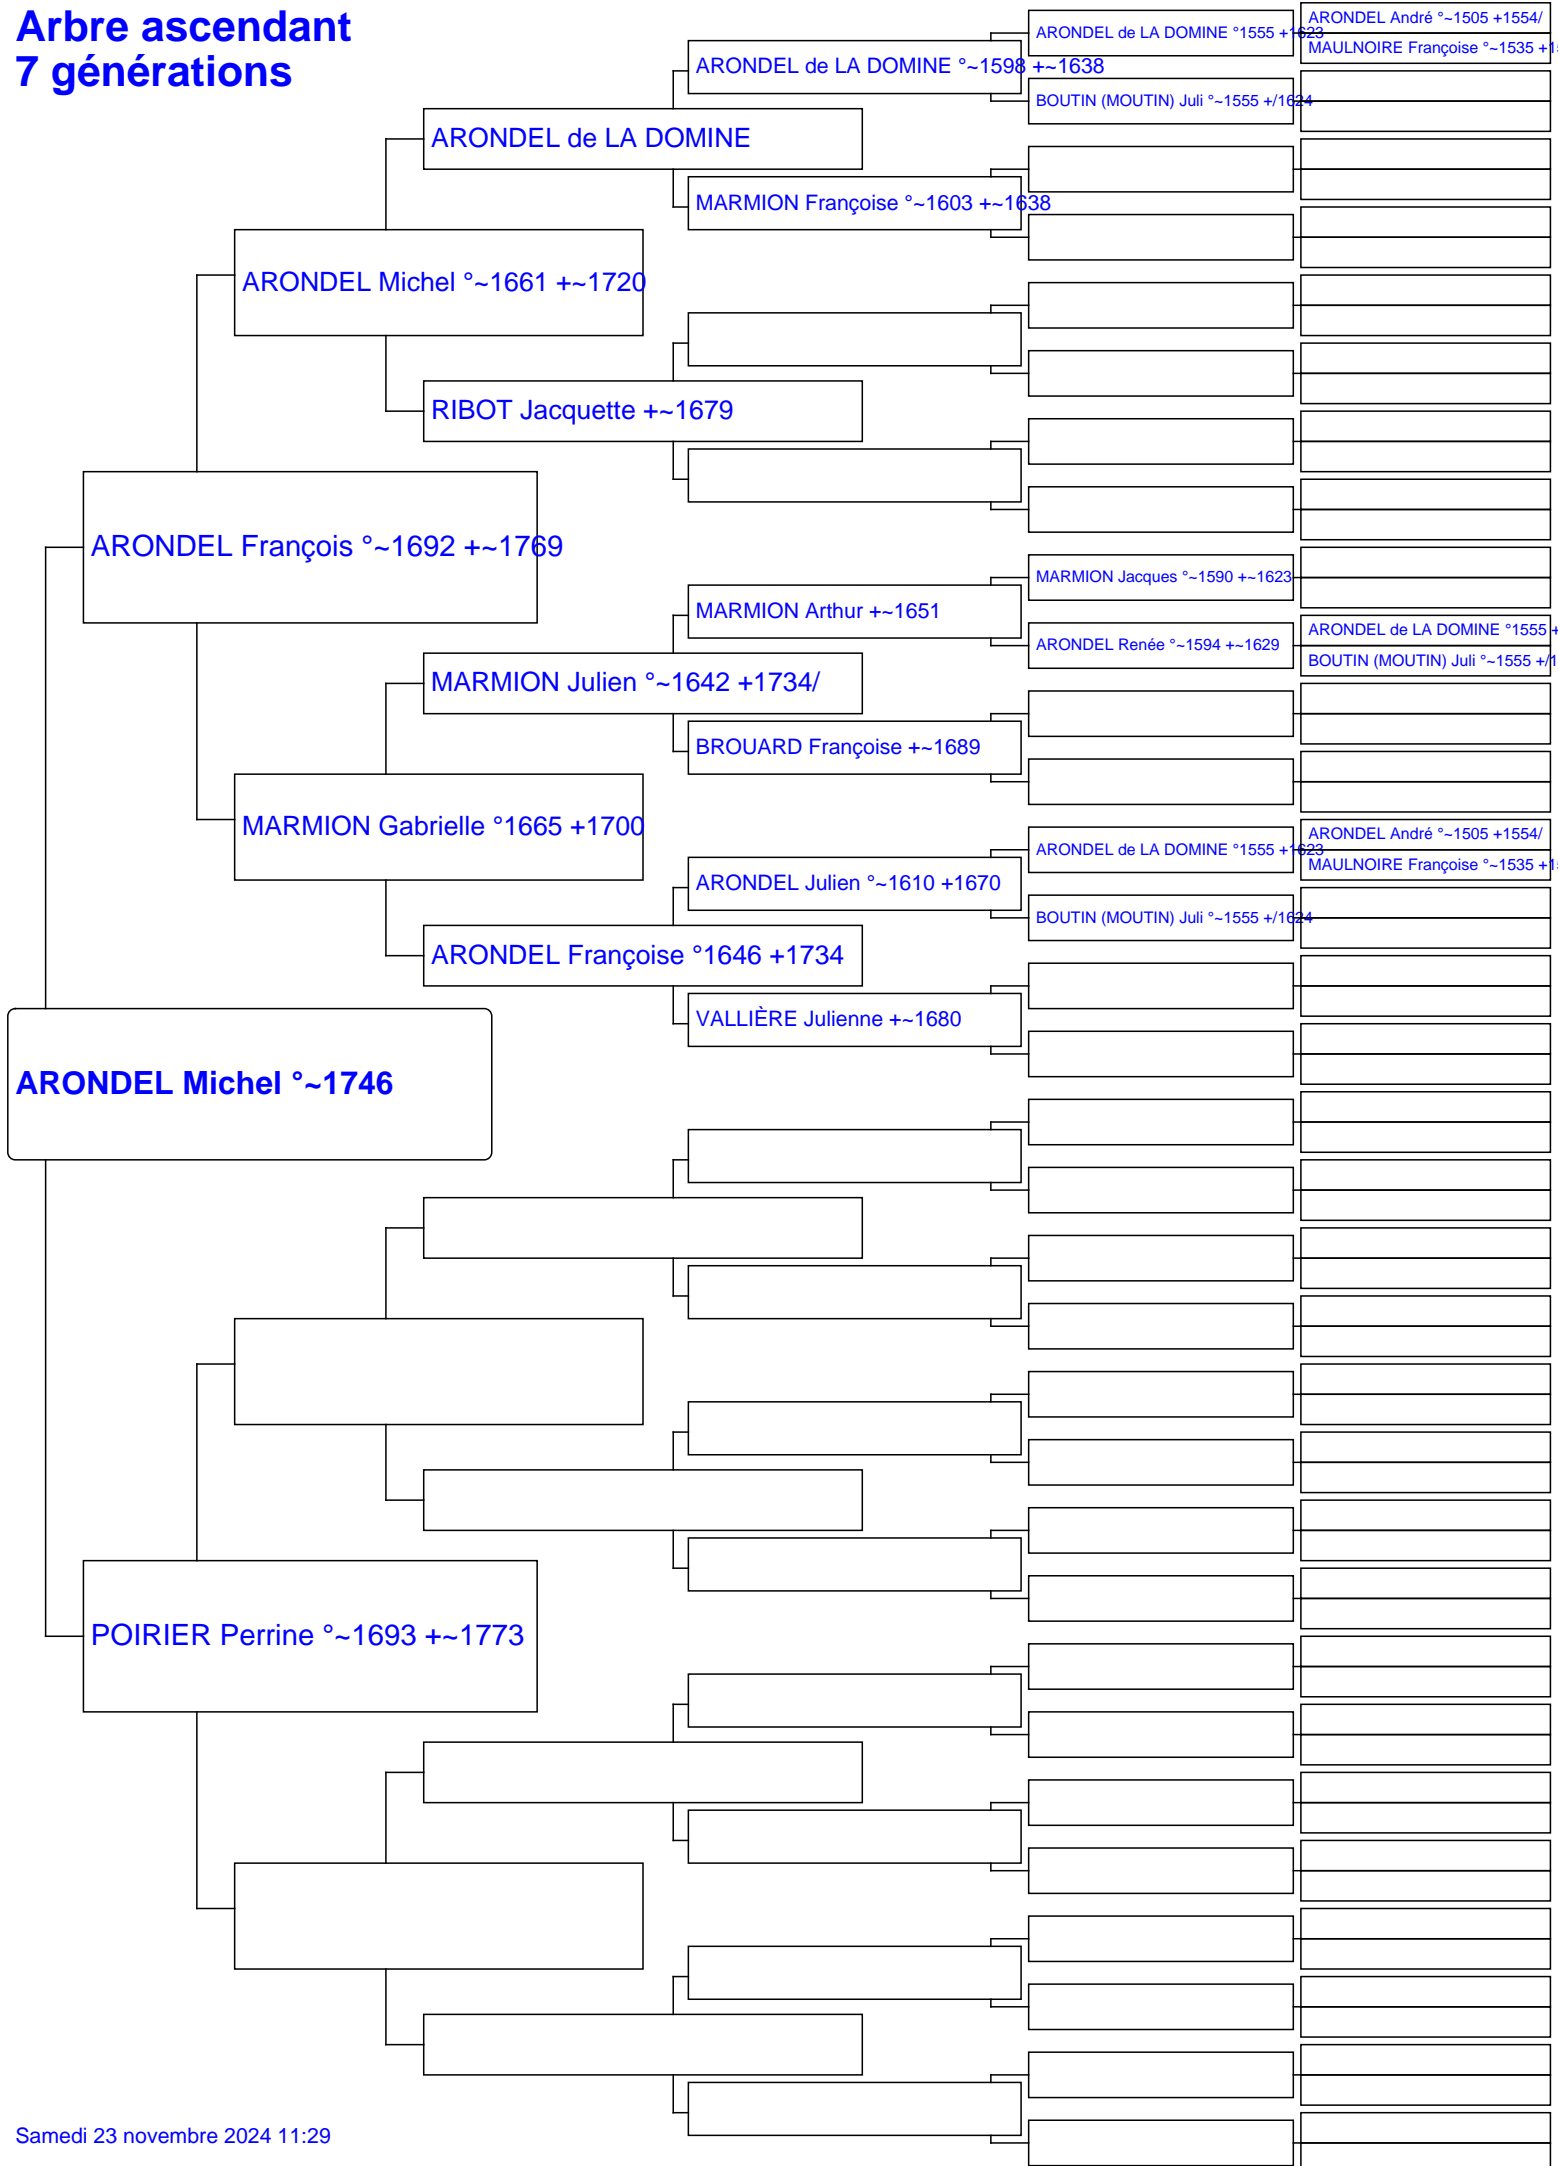 Arbre ascendant
7 générations
ARONDEL de LA DOMINE °1555 +1623
ARONDEL André °~1505 +1554/
MAULNOIRE Françoise °~1535 +15
ARONDEL de LA DOMINE °~1598 +~1638
BOUTIN (MOUTIN) Juli °~1555 +/1624
ARONDEL de LA DOMINE
MARMION Françoise °~1603 +~1638
ARONDEL Michel °~1661 +~1720
RIBOT Jacquette +~1679
ARONDEL François °~1692 +~1769
MARMION Jacques °~1590 +~1623
MARMION Arthur +~1651
ARONDEL de LA DOMINE °1555 +
ARONDEL Renée °~1594 +~1629
BOUTIN (MOUTIN) Juli °~1555 +/1
MARMION Julien °~1642 +1734/
BROUARD Françoise +~1689
MARMION Gabrielle °1665 +1700
ARONDEL André °~1505 +1554/
ARONDEL de LA DOMINE °1555 +1623
MAULNOIRE Françoise °~1535 +15
ARONDEL Julien °~1610 +1670
BOUTIN (MOUTIN) Juli °~1555 +/1624
ARONDEL Françoise °1646 +1734
VALLIÈRE Julienne +~1680
ARONDEL Michel °~1746
POIRIER Perrine °~1693 +~1773
Samedi 23 novembre 2024 11:29